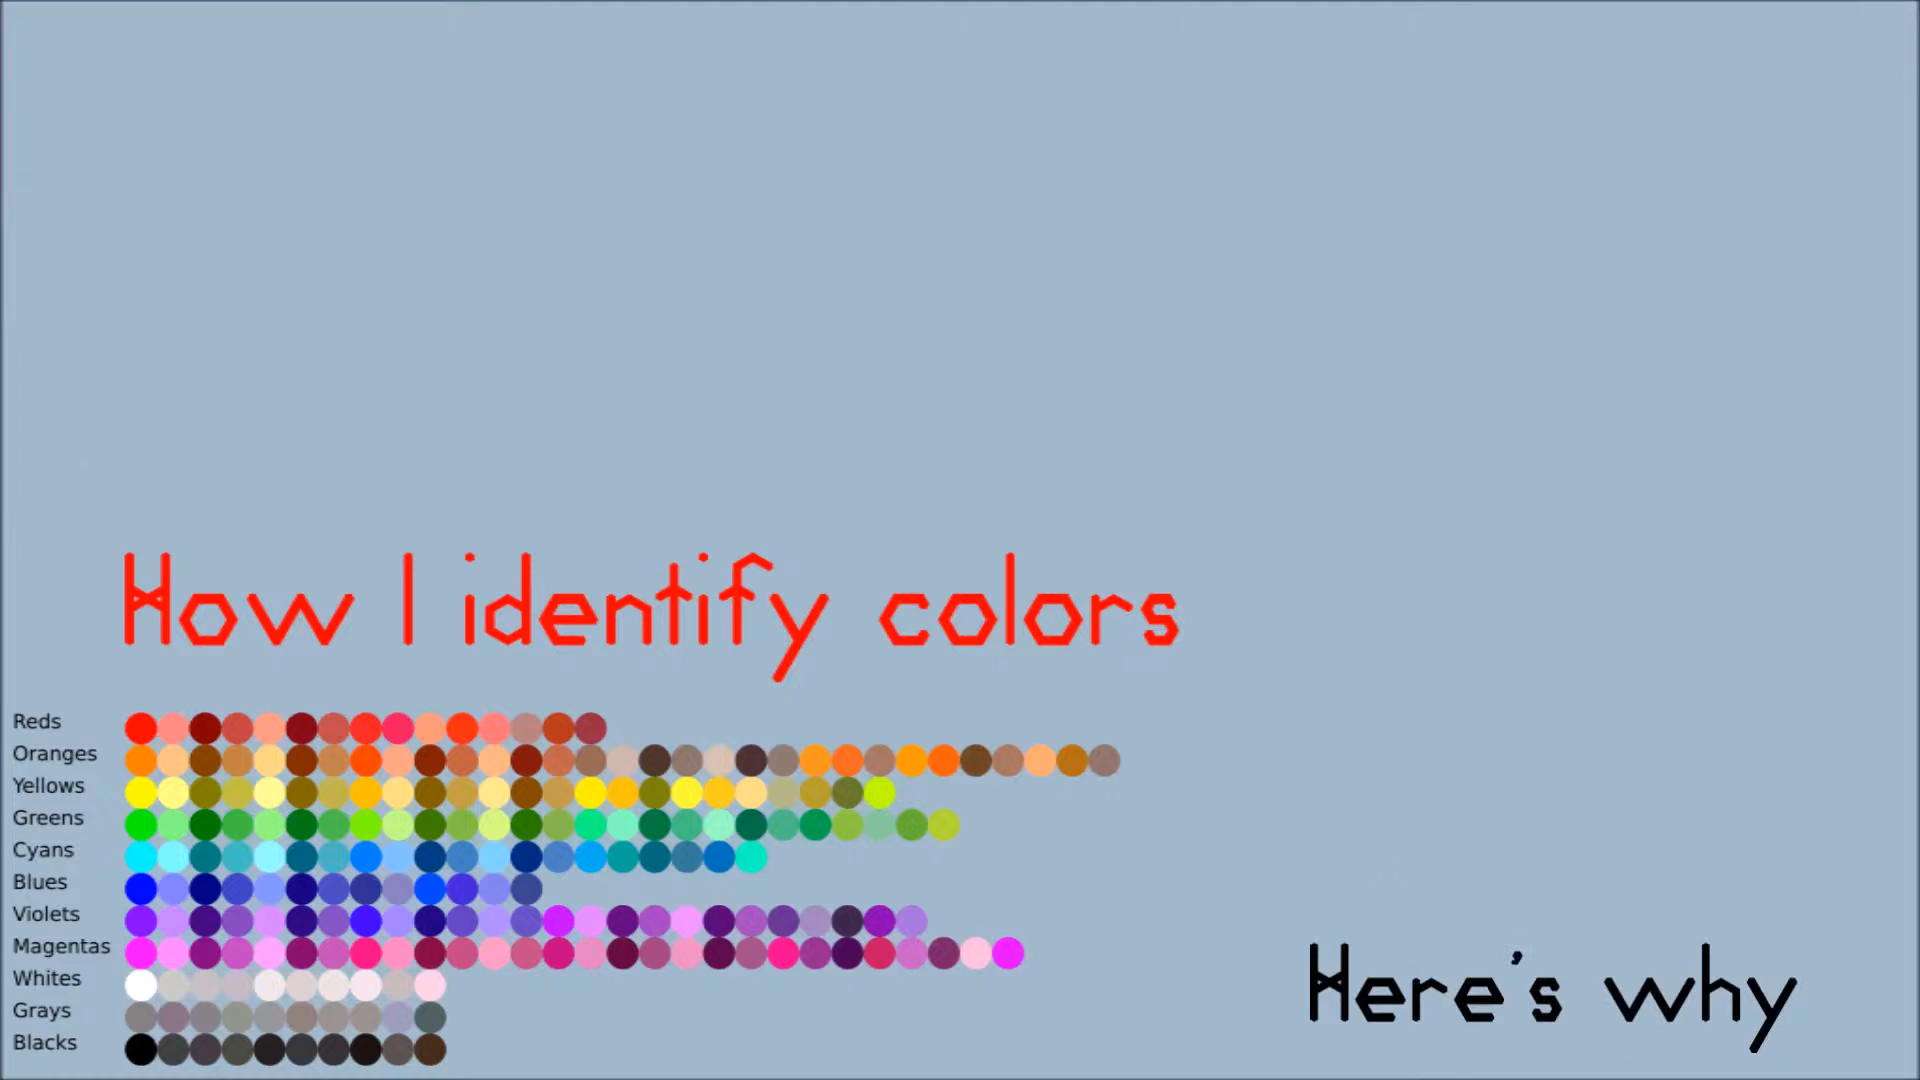 How I identify colors
Reds
Oranges
Yellows
Greens
Cyans
Blues
Violets
Magentas
Whites
Grays
Blacks
Here's why